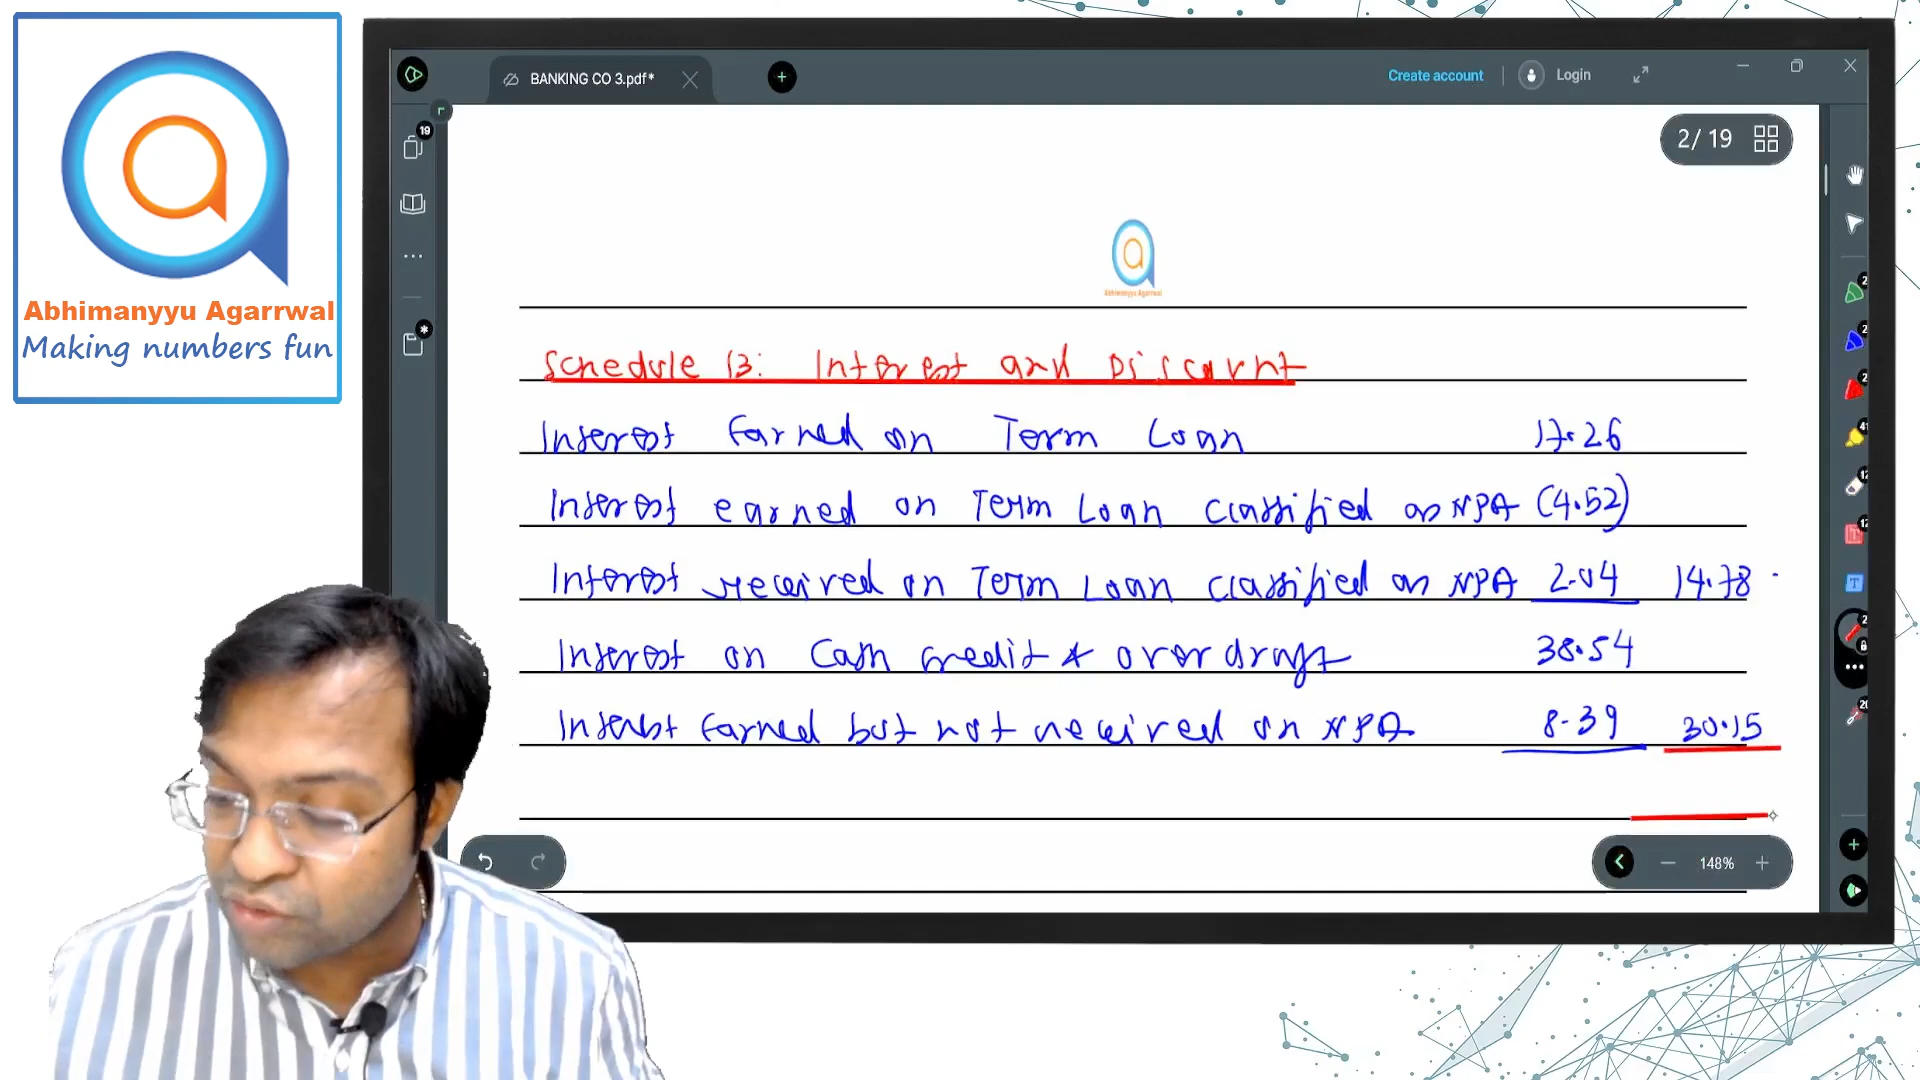 Abhimanyyu Agarrwal
Making numbers fun
BANKING CO 3.pdf*
Create account
Login
19
2/ 19
Abhimanyyu Agarrwal
Schedule 13: Interest and Discount
Interest Earned on Term Loan 17.26
Interest earned on Term Loan classified as NPA (4.52)
Interest received on Term Loan classified as NPA 2.04 14.78
Interest on Cash credit & overdraft 38.54
Interest Earned but not received on NPA 8.39 30.15
148%